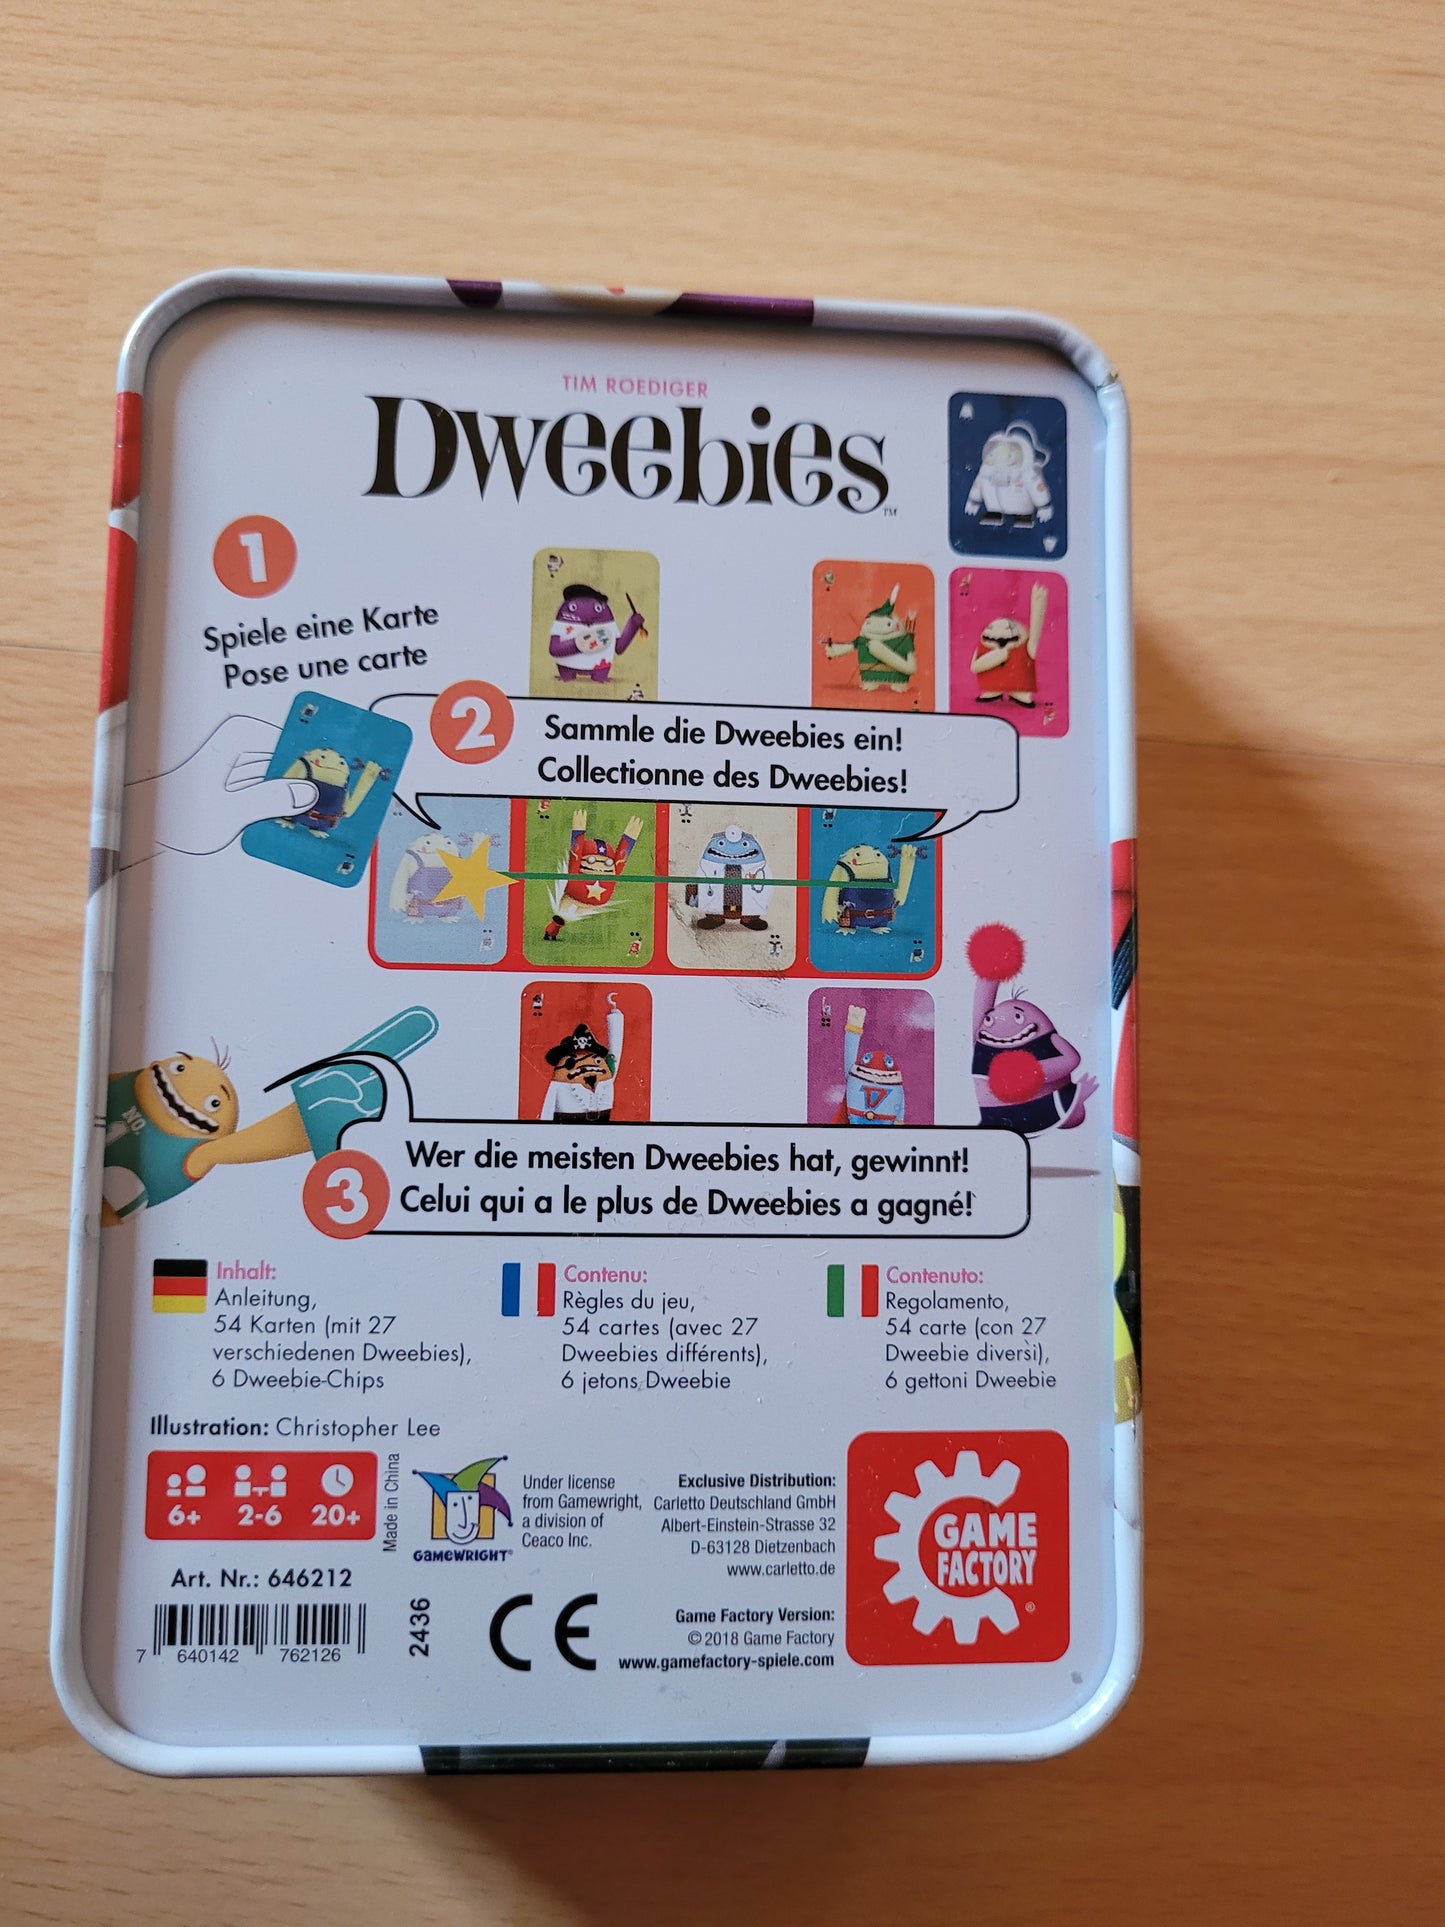 TIM ROEDIGER
Dweebies
TM
1
Spiele eine Karte
Pose une carte
2
Sammle die Dweebies ein!
Collectionne des Dweebies!
NO.
3
Wer die meisten Dweebies hat, gewinnt!
Celui qui a le plus de Dweebies a gagné!
Inhalt:
Anleitung,
54 Karten (mit 27
verschiedenen Dweebies),
6 Dweebie-Chips
Contenu:
Règles du jeu,
54 cartes (avec 27
Dweebies différents),
6 jetons Dweebie
Contenuto:
Regolamento,
54 carte (con 27
Dweebie diversi),
6 gettoni Dweebie
Illustration: Christopher Lee
6+ 2-6 20+
Made in China
GAMEWRIGHT®
Under license
from Gamewright,
a division of
Ceaco Inc.
Exclusive Distribution:
Carletto Deutschland GmbH
Albert-Einstein-Strasse 32
D-63128 Dietzenbach
www.carletto.de
GAME
FACTORY
®
Art. Nr.: 646212
7 640142 762126
2436
CE
Game Factory Version:
© 2018 Game Factory
www.gamefactory-spiele.com